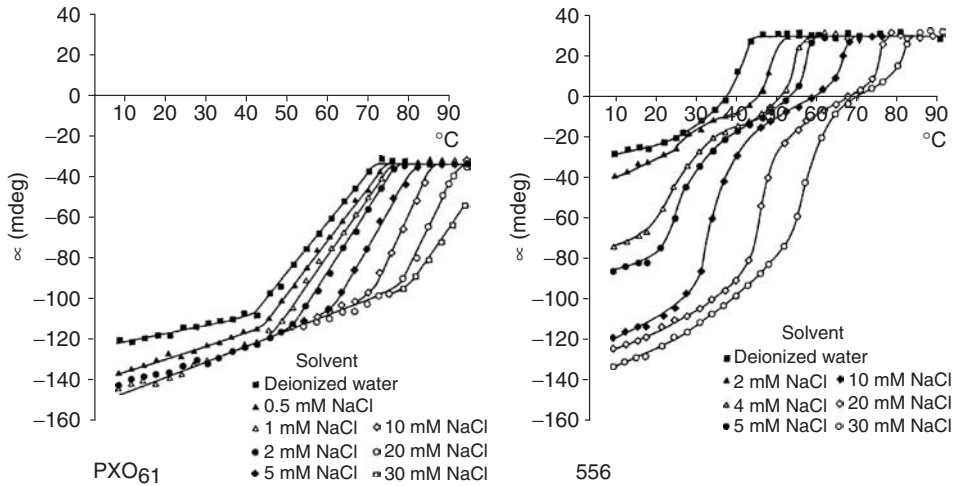 40
20
0
−20
−40
−60
−80
−100
−120
−140
−160
10 20 30 40 50 60 70 80 90
°C
∝ (mdeg)
Solvent
Deionized water
0.5 mM NaCl
1 mM NaCl
2 mM NaCl
5 mM NaCl
10 mM NaCl
20 mM NaCl
30 mM NaCl
PXO61
40
20
0
−20
−40
−60
−80
−100
−120
−140
−160
10 20 30 40 50 60 70 80 90
°C
∝ (mdeg)
Solvent
Deionized water
2 mM NaCl
4 mM NaCl
5 mM NaCl
10 mM NaCl
20 mM NaCl
30 mM NaCl
556